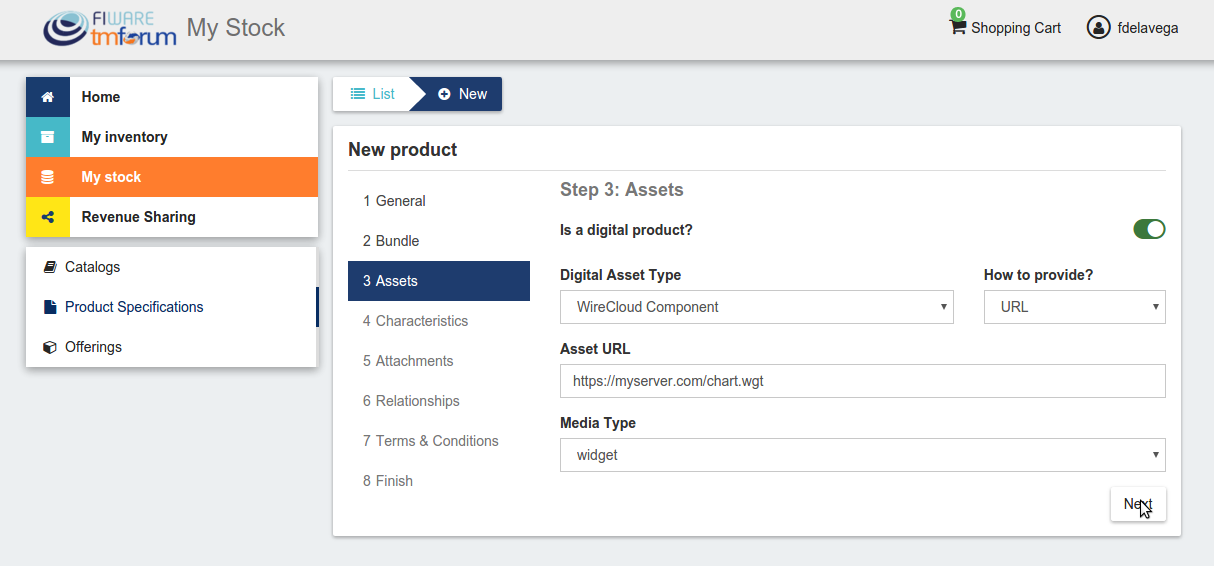 FIWARE
tmforum
My Stock
0
Shopping Cart
fdelavega
Home
My inventory
My stock
Revenue Sharing
Catalogs
Product Specifications
Offerings
List
New
New product
1 General
2 Bundle
3 Assets
4 Characteristics
5 Attachments
6 Relationships
7 Terms & Conditions
8 Finish
Step 3: Assets
Is a digital product?
Digital Asset Type
How to provide?
WireCloud Component
URL
Asset URL
https://myserver.com/chart.wgt
Media Type
widget
Next